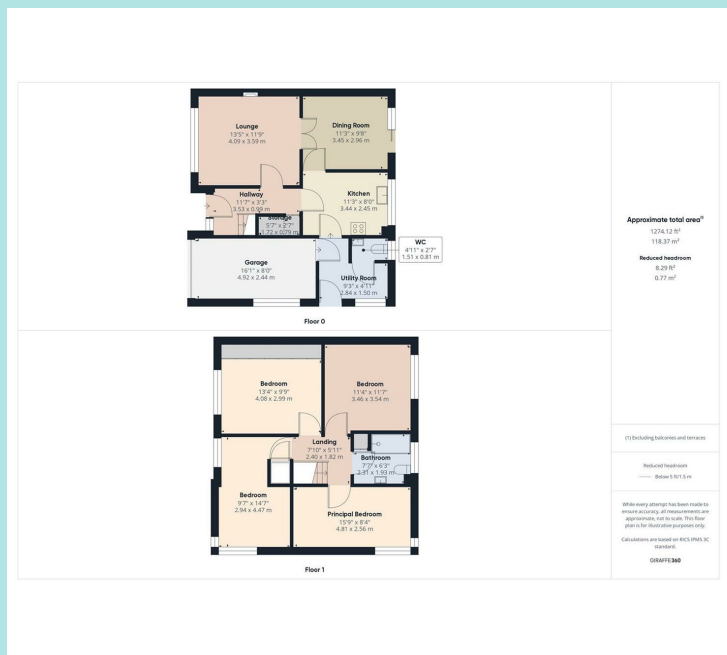 Lounge
13'5" x 11'9"
4.09 x 3.59 m
Dining Room
11'3" x 9'8"
3.45 x 2.96 m
Hallway
11'7" x 3'3"
3.53 x 0.99 m
Kitchen
11'3" x 8'0"
3.44 x 2.45 m
Storage
5'7" x 2'7"
1.72 x 0.79 m
WC
4'11" x 2'7"
1.51 x 0.81 m
Garage
16'1" x 8'0"
4.92 x 2.44 m
Utility Room
9'3" x 4'11"
2.84 x 1.50 m
Floor 0
Bedroom
13'4" x 9'9"
4.08 x 2.99 m
Bedroom
11'4" x 11'7"
3.46 x 3.54 m
Landing
7'10" x 5'11"
2.40 x 1.82 m
Bathroom
7'7" x 6'3"
2.31 x 1.93 m
Bedroom
9'7" x 14'7"
2.94 x 4.47 m
Principal Bedroom
15'9" x 8'4"
4.81 x 2.56 m
Floor 1
Approximate total area(1)
1274.12 ft²
118.37 m²
Reduced headroom
8.29 ft²
0.77 m²
(1) Excluding balconies and terraces
Reduced headroom
Below 5 ft/1.5 m
While every attempt has been made to
ensure accuracy, all measurements are
approximate, not to scale. This floor
plan is for illustrative purposes only.
Calculations are based on RICS IPMS 3C
standard.
GIRAFFE360